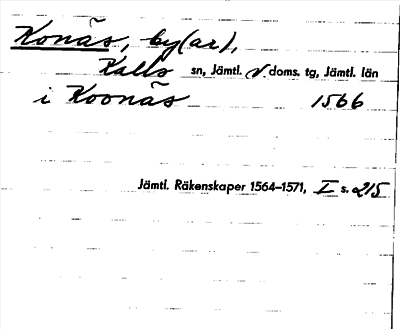 Konäs, by(ar),
Kalls sn, Jämtl. v. doms. tg, Jämtl. län
i Koonäs 1566
Jämtl. Räkenskaper 1564–1571, I s. 215